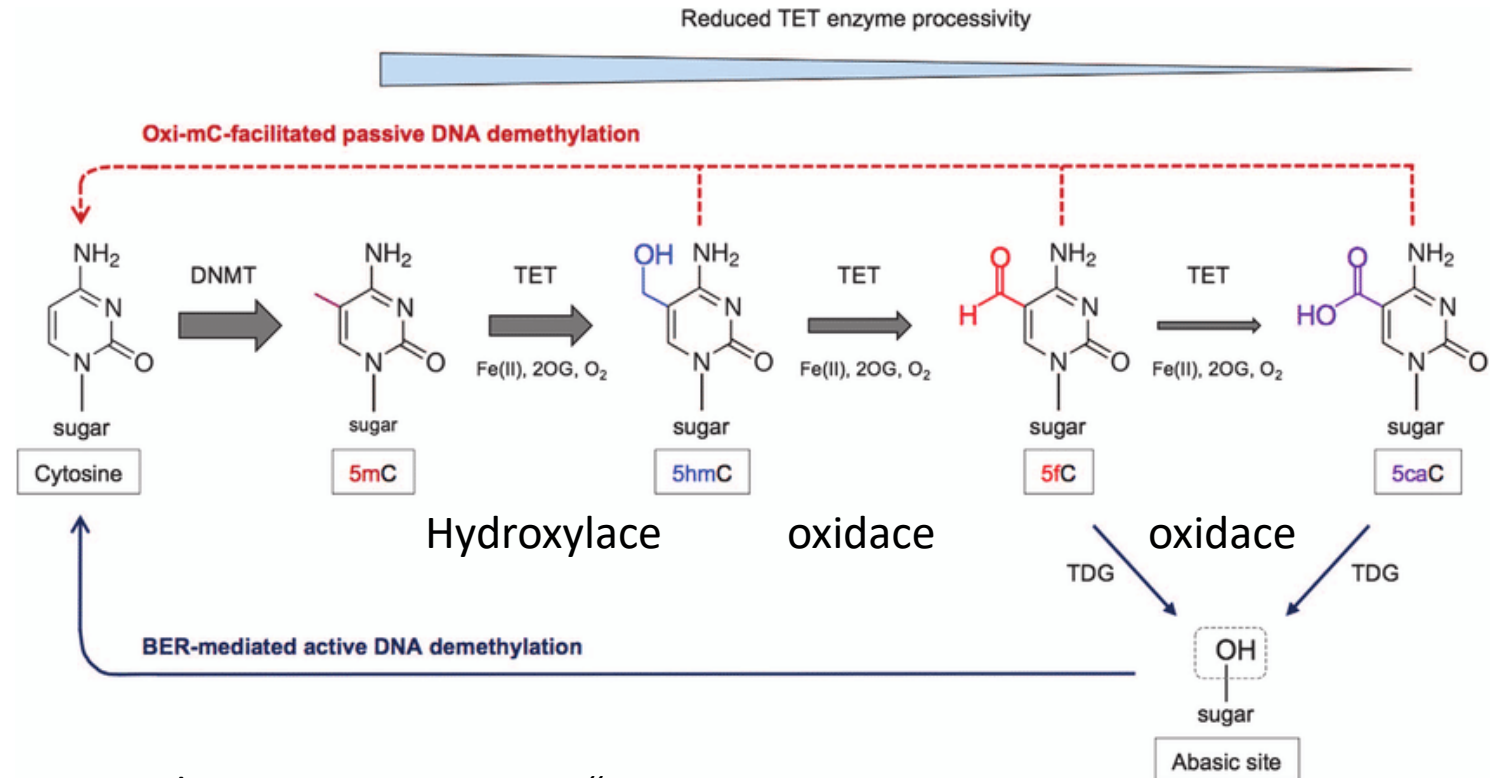 Reduced TET enzyme processivity
Oxi-mC-facilitated passive DNA demethylation
NH2
N
N
O
sugar
Cytosine
DNMT
NH2
N
N
O
sugar
5mC
TET
Fe(II), 2OG, O2
OH NH2
N
N
O
sugar
5hmC
TET
Fe(II), 2OG, O2
O NH2
H
N
N
O
sugar
5fC
TET
Fe(II), 2OG, O2
O NH2
HO
N
N
O
sugar
5caC
Hydroxylace oxidace oxidace
TDG TDG
BER-mediated active DNA demethylation
OH
sugar
Abasic site